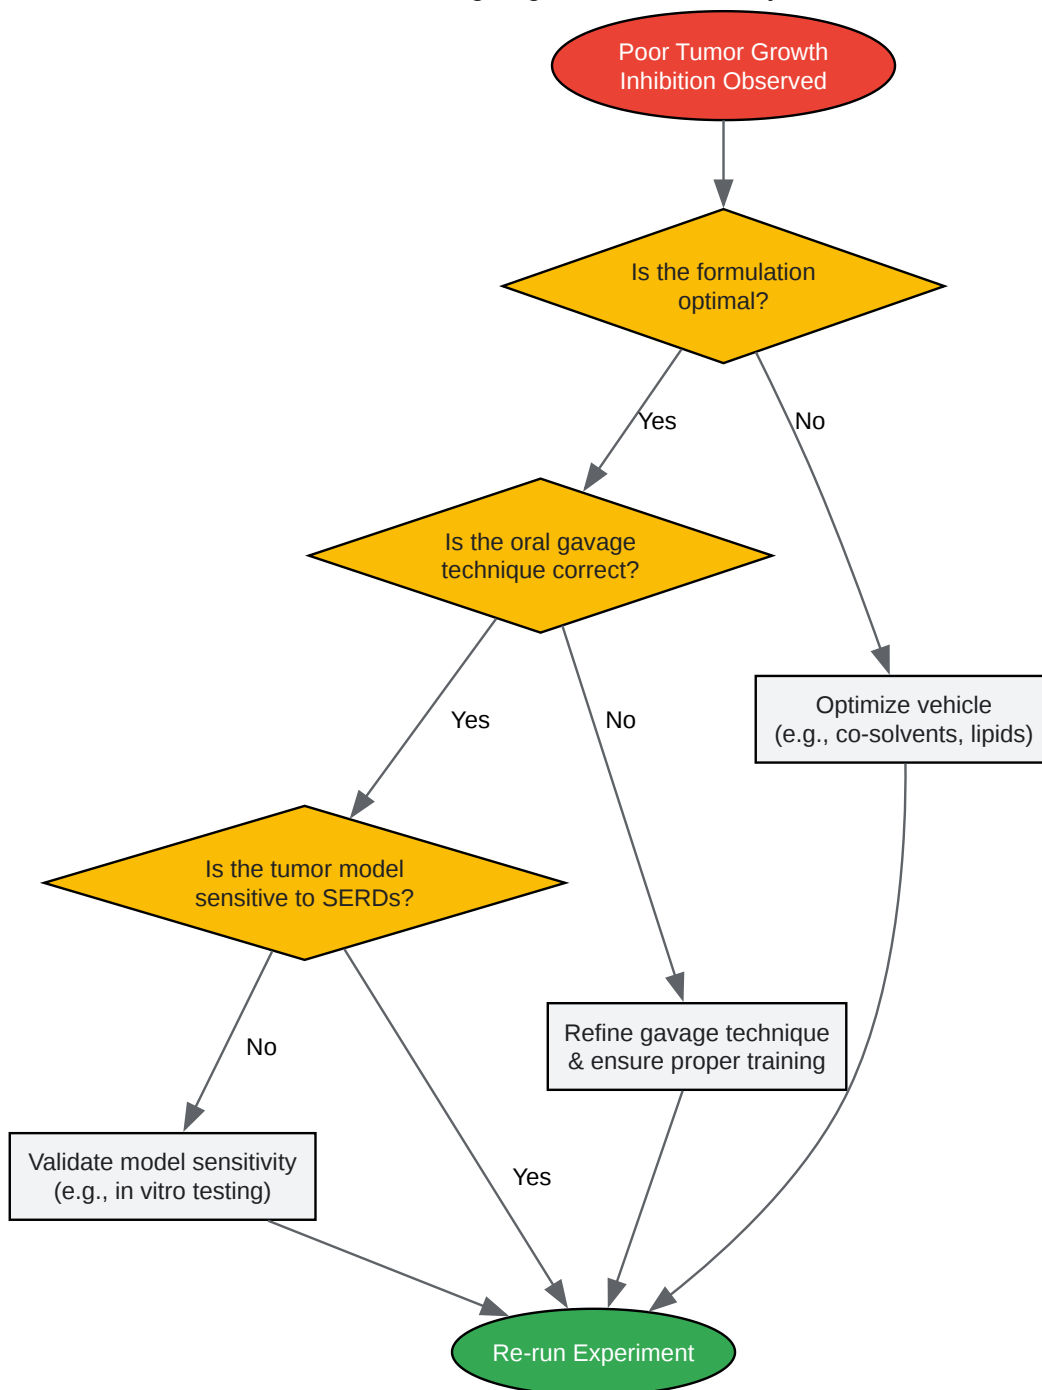 Poor Tumor Growth
Inhibition Observed
Is the formulation
optimal?
Yes
No
Is the oral gavage
technique correct?
Optimize vehicle
(e.g., co-solvents, lipids)
Yes
No
Is the tumor model
sensitive to SERDs?
Refine gavage technique
& ensure proper training
No
Validate model sensitivity
(e.g., in vitro testing)
Yes
Re-run Experiment